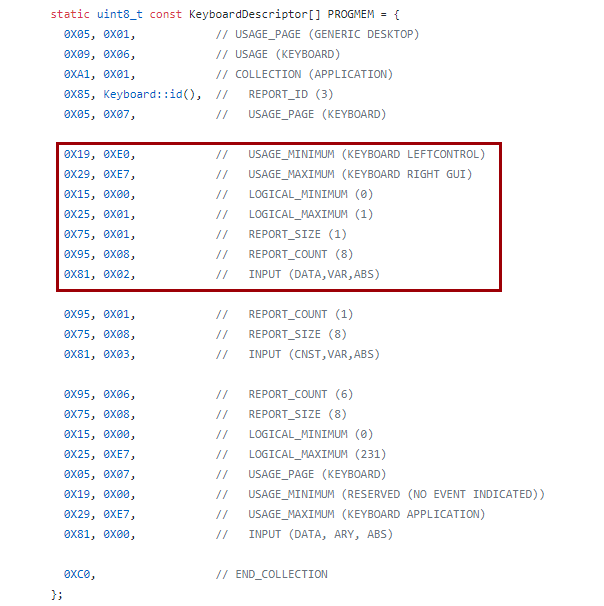 static uint8_t const KeyboardDescriptor[] PROGMEM = {
0X05, 0X01, // USAGE_PAGE (GENERIC DESKTOP)
0X09, 0X06, // USAGE (KEYBOARD)
0XA1, 0X01, // COLLECTION (APPLICATION)
0X85, Keyboard::id(), // REPORT_ID (3)
0X05, 0X07, // USAGE_PAGE (KEYBOARD)
0X19, 0XE0, // USAGE_MINIMUM (KEYBOARD LEFTCONTROL)
0X29, 0XE7, // USAGE_MAXIMUM (KEYBOARD RIGHT GUI)
0X15, 0X00, // LOGICAL_MINIMUM (0)
0X25, 0X01, // LOGICAL_MAXIMUM (1)
0X75, 0X01, // REPORT_SIZE (1)
0X95, 0X08, // REPORT_COUNT (8)
0X81, 0X02, // INPUT (DATA,VAR,ABS)
0X95, 0X01, // REPORT_COUNT (1)
0X75, 0X08, // REPORT_SIZE (8)
0X81, 0X03, // INPUT (CNST,VAR,ABS)
0X95, 0X06, // REPORT_COUNT (6)
0X75, 0X08, // REPORT_SIZE (8)
0X15, 0X00, // LOGICAL_MINIMUM (0)
0X25, 0XE7, // LOGICAL_MAXIMUM (231)
0X05, 0X07, // USAGE_PAGE (KEYBOARD)
0X19, 0X00, // USAGE_MINIMUM (RESERVED (NO EVENT INDICATED))
0X29, 0XE7, // USAGE_MAXIMUM (KEYBOARD APPLICATION)
0X81, 0X00, // INPUT (DATA, ARY, ABS)
0XC0, // END_COLLECTION
};